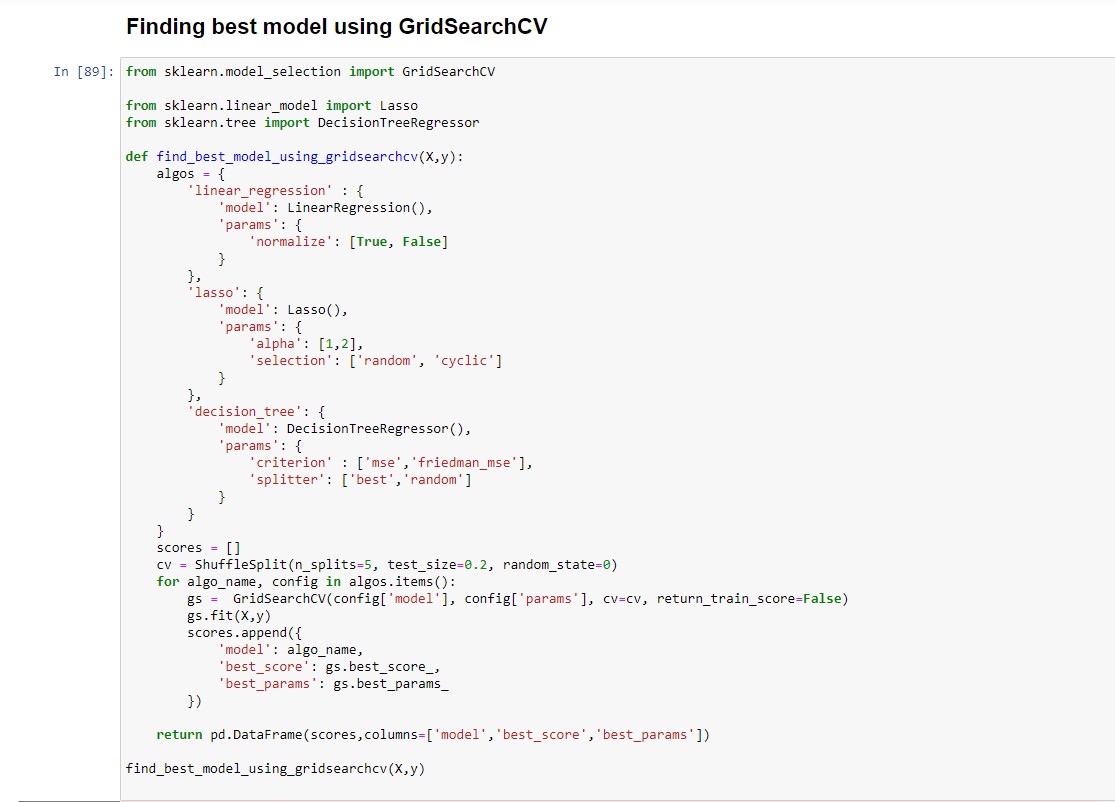 Finding best model using GridSearchCV
In [89]: from sklearn.model_selection import GridSearchCV
from sklearn.linear_model import Lasso
from sklearn.tree import DecisionTreeRegressor
def find_best_model_using_gridsearchcv(X,y):
    algos = {
        'linear_regression' : {
            'model': LinearRegression(),
            'params': {
                'normalize': [True, False]
            }
        },
        'lasso': {
            'model': Lasso(),
            'params': {
                'alpha': [1,2],
                'selection': ['random', 'cyclic']
            }
        },
        'decision_tree': {
            'model': DecisionTreeRegressor(),
            'params': {
                'criterion' : ['mse','friedman_mse'],
                'splitter': ['best','random']
            }
        }
    }
    scores = []
    cv = ShuffleSplit(n_splits=5, test_size=0.2, random_state=0)
    for algo_name, config in algos.items():
        gs =  GridSearchCV(config['model'], config['params'], cv=cv, return_train_score=False)
        gs.fit(X,y)
        scores.append({
            'model': algo_name,
            'best_score': gs.best_score_,
            'best_params': gs.best_params_
        })
    return pd.DataFrame(scores,columns=['model','best_score','best_params'])
find_best_model_using_gridsearchcv(X,y)